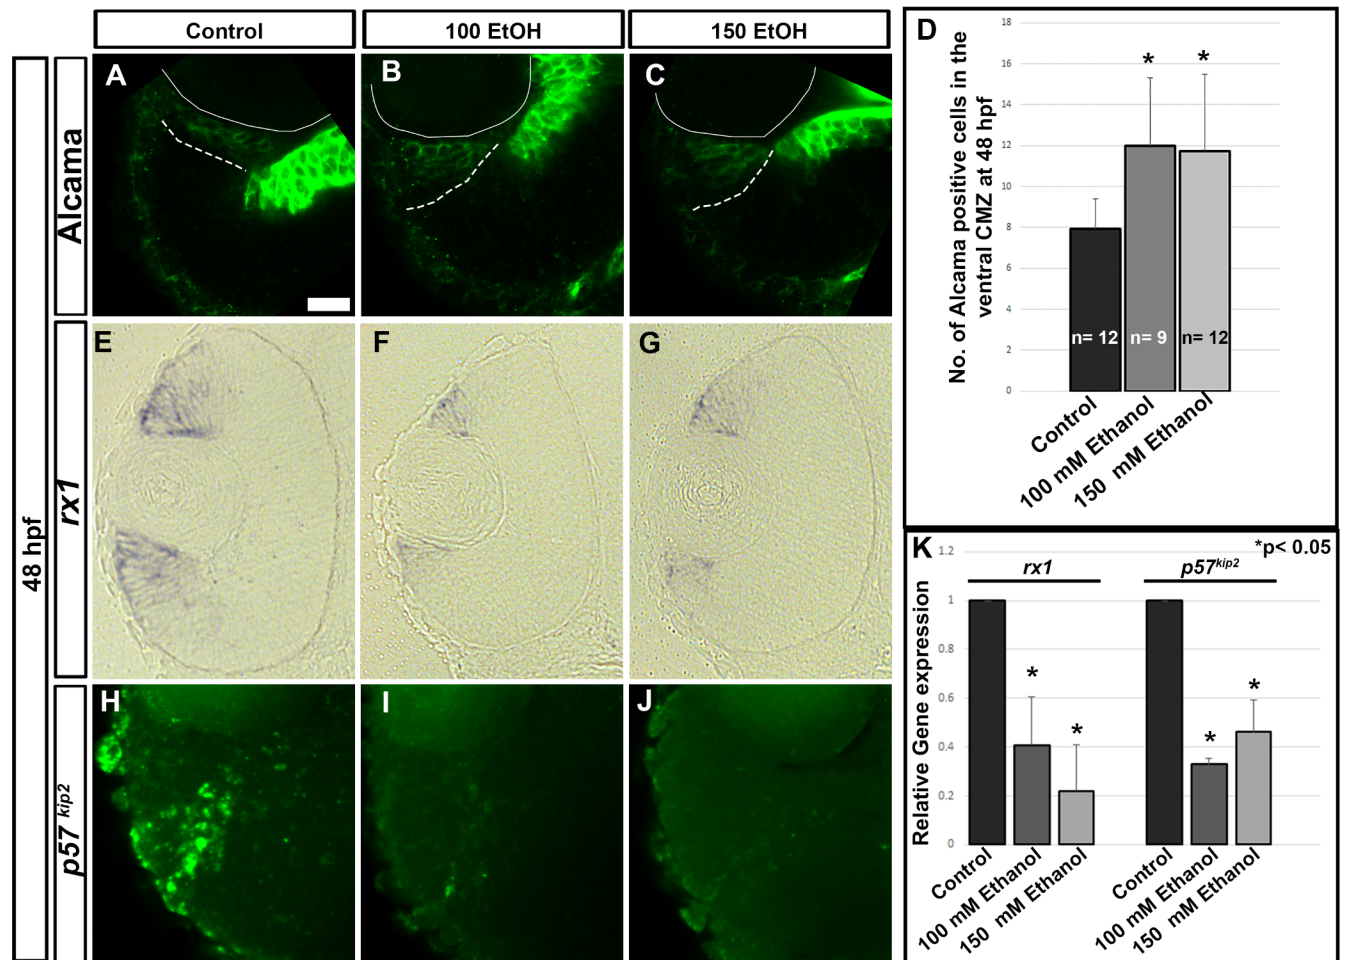 Control
100 EtOH
150 EtOH
48 hpf
Alcama
A
B
C
rx1
E
F
G
p57 kip2
H
I
J
D
No. of Alcama positive cells in the
ventral CMZ at 48 hpf
18
16
14
12
10
8
6
4
2
0
*
*
n= 12
n= 9
n= 12
Control
100 mM Ethanol
150 mM Ethanol
K
*p< 0.05
rx1
p57kip2
Relative Gene expression
1.2
1
0.8
0.6
0.4
0.2
0
*
*
*
*
Control
100 mM Ethanol
150 mM Ethanol
Control
100 mM Ethanol
150 mM Ethanol